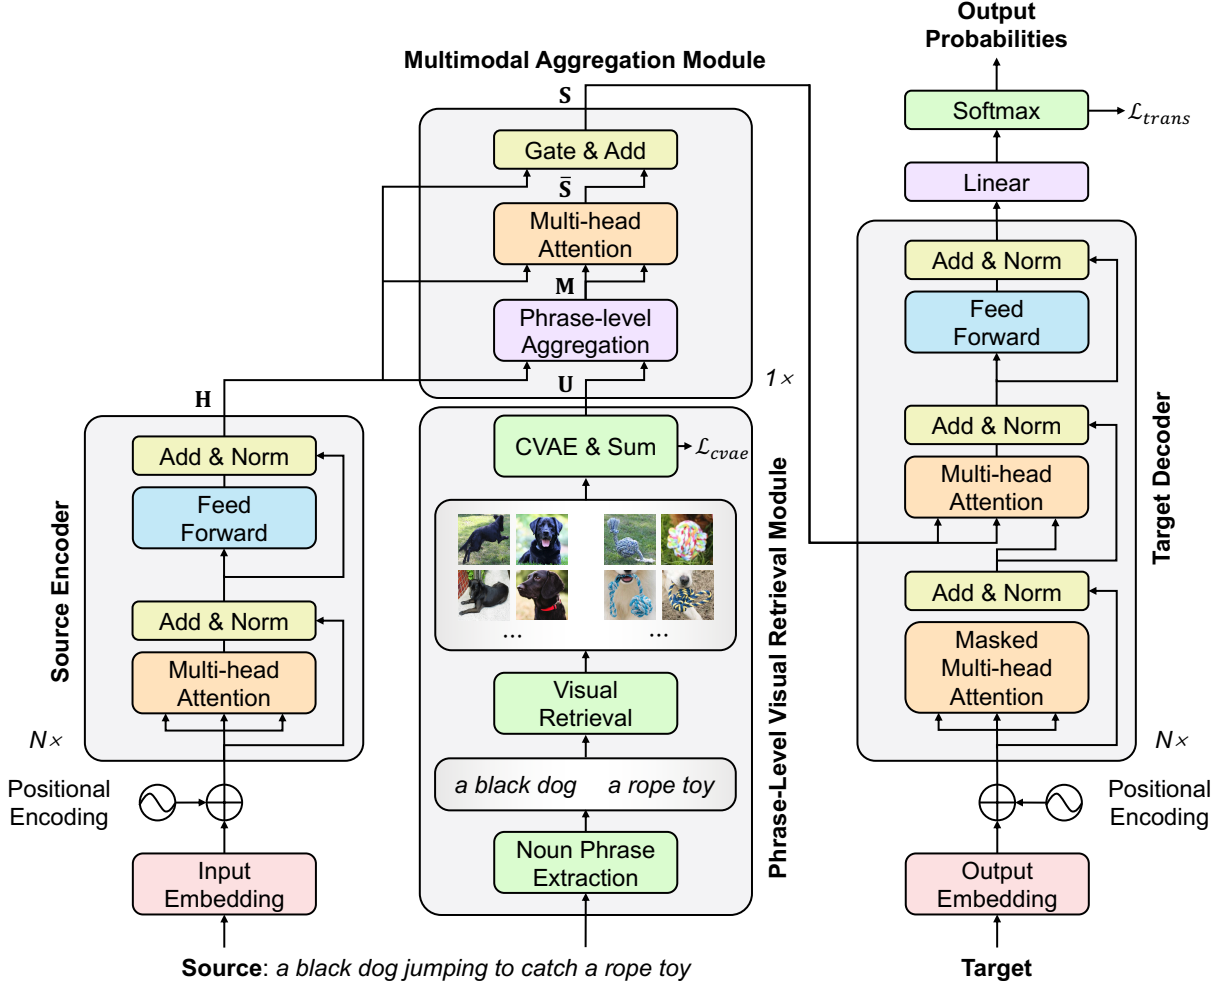 Output
Probabilities
Softmax
ℒ_trans
Linear
Add & Norm
Feed
Forward
Add & Norm
Multi-head
Attention
Add & Norm
Masked
Multi-head
Attention
N×
Target Decoder
Positional
Encoding
Output
Embedding
Target
Multimodal Aggregation Module
S
Gate & Add
S̄
Multi-head
Attention
M
Phrase-level
Aggregation
1×
U
H
CVAE & Sum
ℒ_cvae
...
...
Visual
Retrieval
a black dog a rope toy
Noun Phrase
Extraction
Phrase-Level Visual Retrieval Module
Add & Norm
Feed
Forward
Add & Norm
Multi-head
Attention
N×
Source Encoder
Positional
Encoding
Input
Embedding
Source: a black dog jumping to catch a rope toy